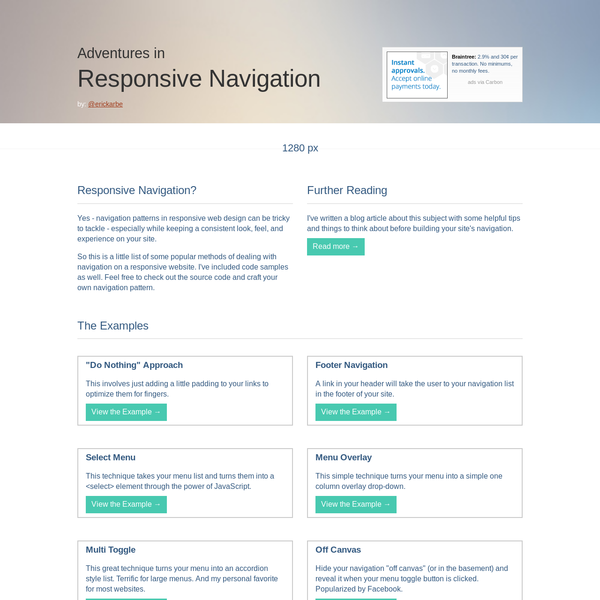 Adventures in
Responsive Navigation
by: @erickarbe
Instant
approvals.
Accept online
payments today.
Braintree: 2.9% and 30¢ per
transaction. No minimums,
no monthly fees.
ads via Carbon
1280 px
Responsive Navigation?
Yes - navigation patterns in responsive web design can be tricky
to tackle - especially while keeping a consistent look, feel, and
experience on your site.
So this is a little list of some popular methods of dealing with
navigation on a responsive website. I've included code samples
as well. Feel free to check out the source code and craft your
own navigation pattern.
Further Reading
I've written a blog article about this subject with some helpful tips
and things to think about before building your site's navigation.
Read more →
The Examples
"Do Nothing" Approach
This involves just adding a little padding to your links to
optimize them for fingers.
View the Example →
Footer Navigation
A link in your header will take the user to your navigation list
in the footer of your site.
View the Example →
Select Menu
This technique takes your menu list and turns them into a
<select> element through the power of JavaScript.
View the Example →
Menu Overlay
This simple technique turns your menu into a simple one
column overlay drop-down.
View the Example →
Multi Toggle
This great technique turns your menu into an accordion
style list. Terrific for large menus. And my personal favorite
for most websites.
Off Canvas
Hide your navigation "off canvas" (or in the basement) and
reveal it when your menu toggle button is clicked.
Popularized by Facebook.